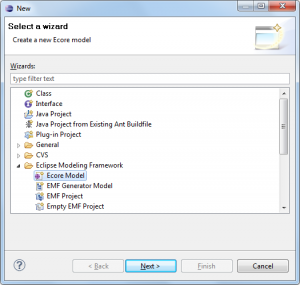 New
Select a wizard
Create a new Ecore model
Wizards:
type filter text
Class
Interface
Java Project
Java Project from Existing Ant Buildfile
Plug-in Project
General
CVS
Eclipse Modeling Framework
Ecore Model
EMF Generator Model
EMF Project
Empty EMF Project
?
< Back
Next >
Finish
Cancel